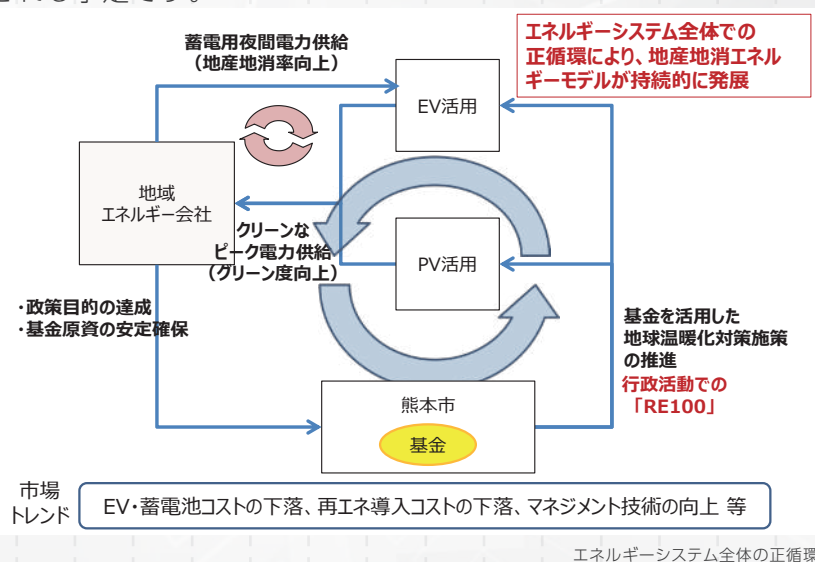 される予定です。
エネルギーシステム全体での
正循環により、地産地消エネル
ギーモデルが持続的に発展
蓄電用夜間電力供給
（地産地消率向上）
EV活用
地域
エネルギー会社
クリーンな
ピーク電力供給
（グリーン度向上）
PV活用
・政策目的の達成
・基金原資の安定確保
基金を活用した
地球温暖化対策施策
の推進
行政活動での
「RE100」
熊本市
基金
市場
トレンド
EV・蓄電池コストの下落、再エネ導入コストの下落、マネジメント技術の向上 等
エネルギーシステム全体の正循環